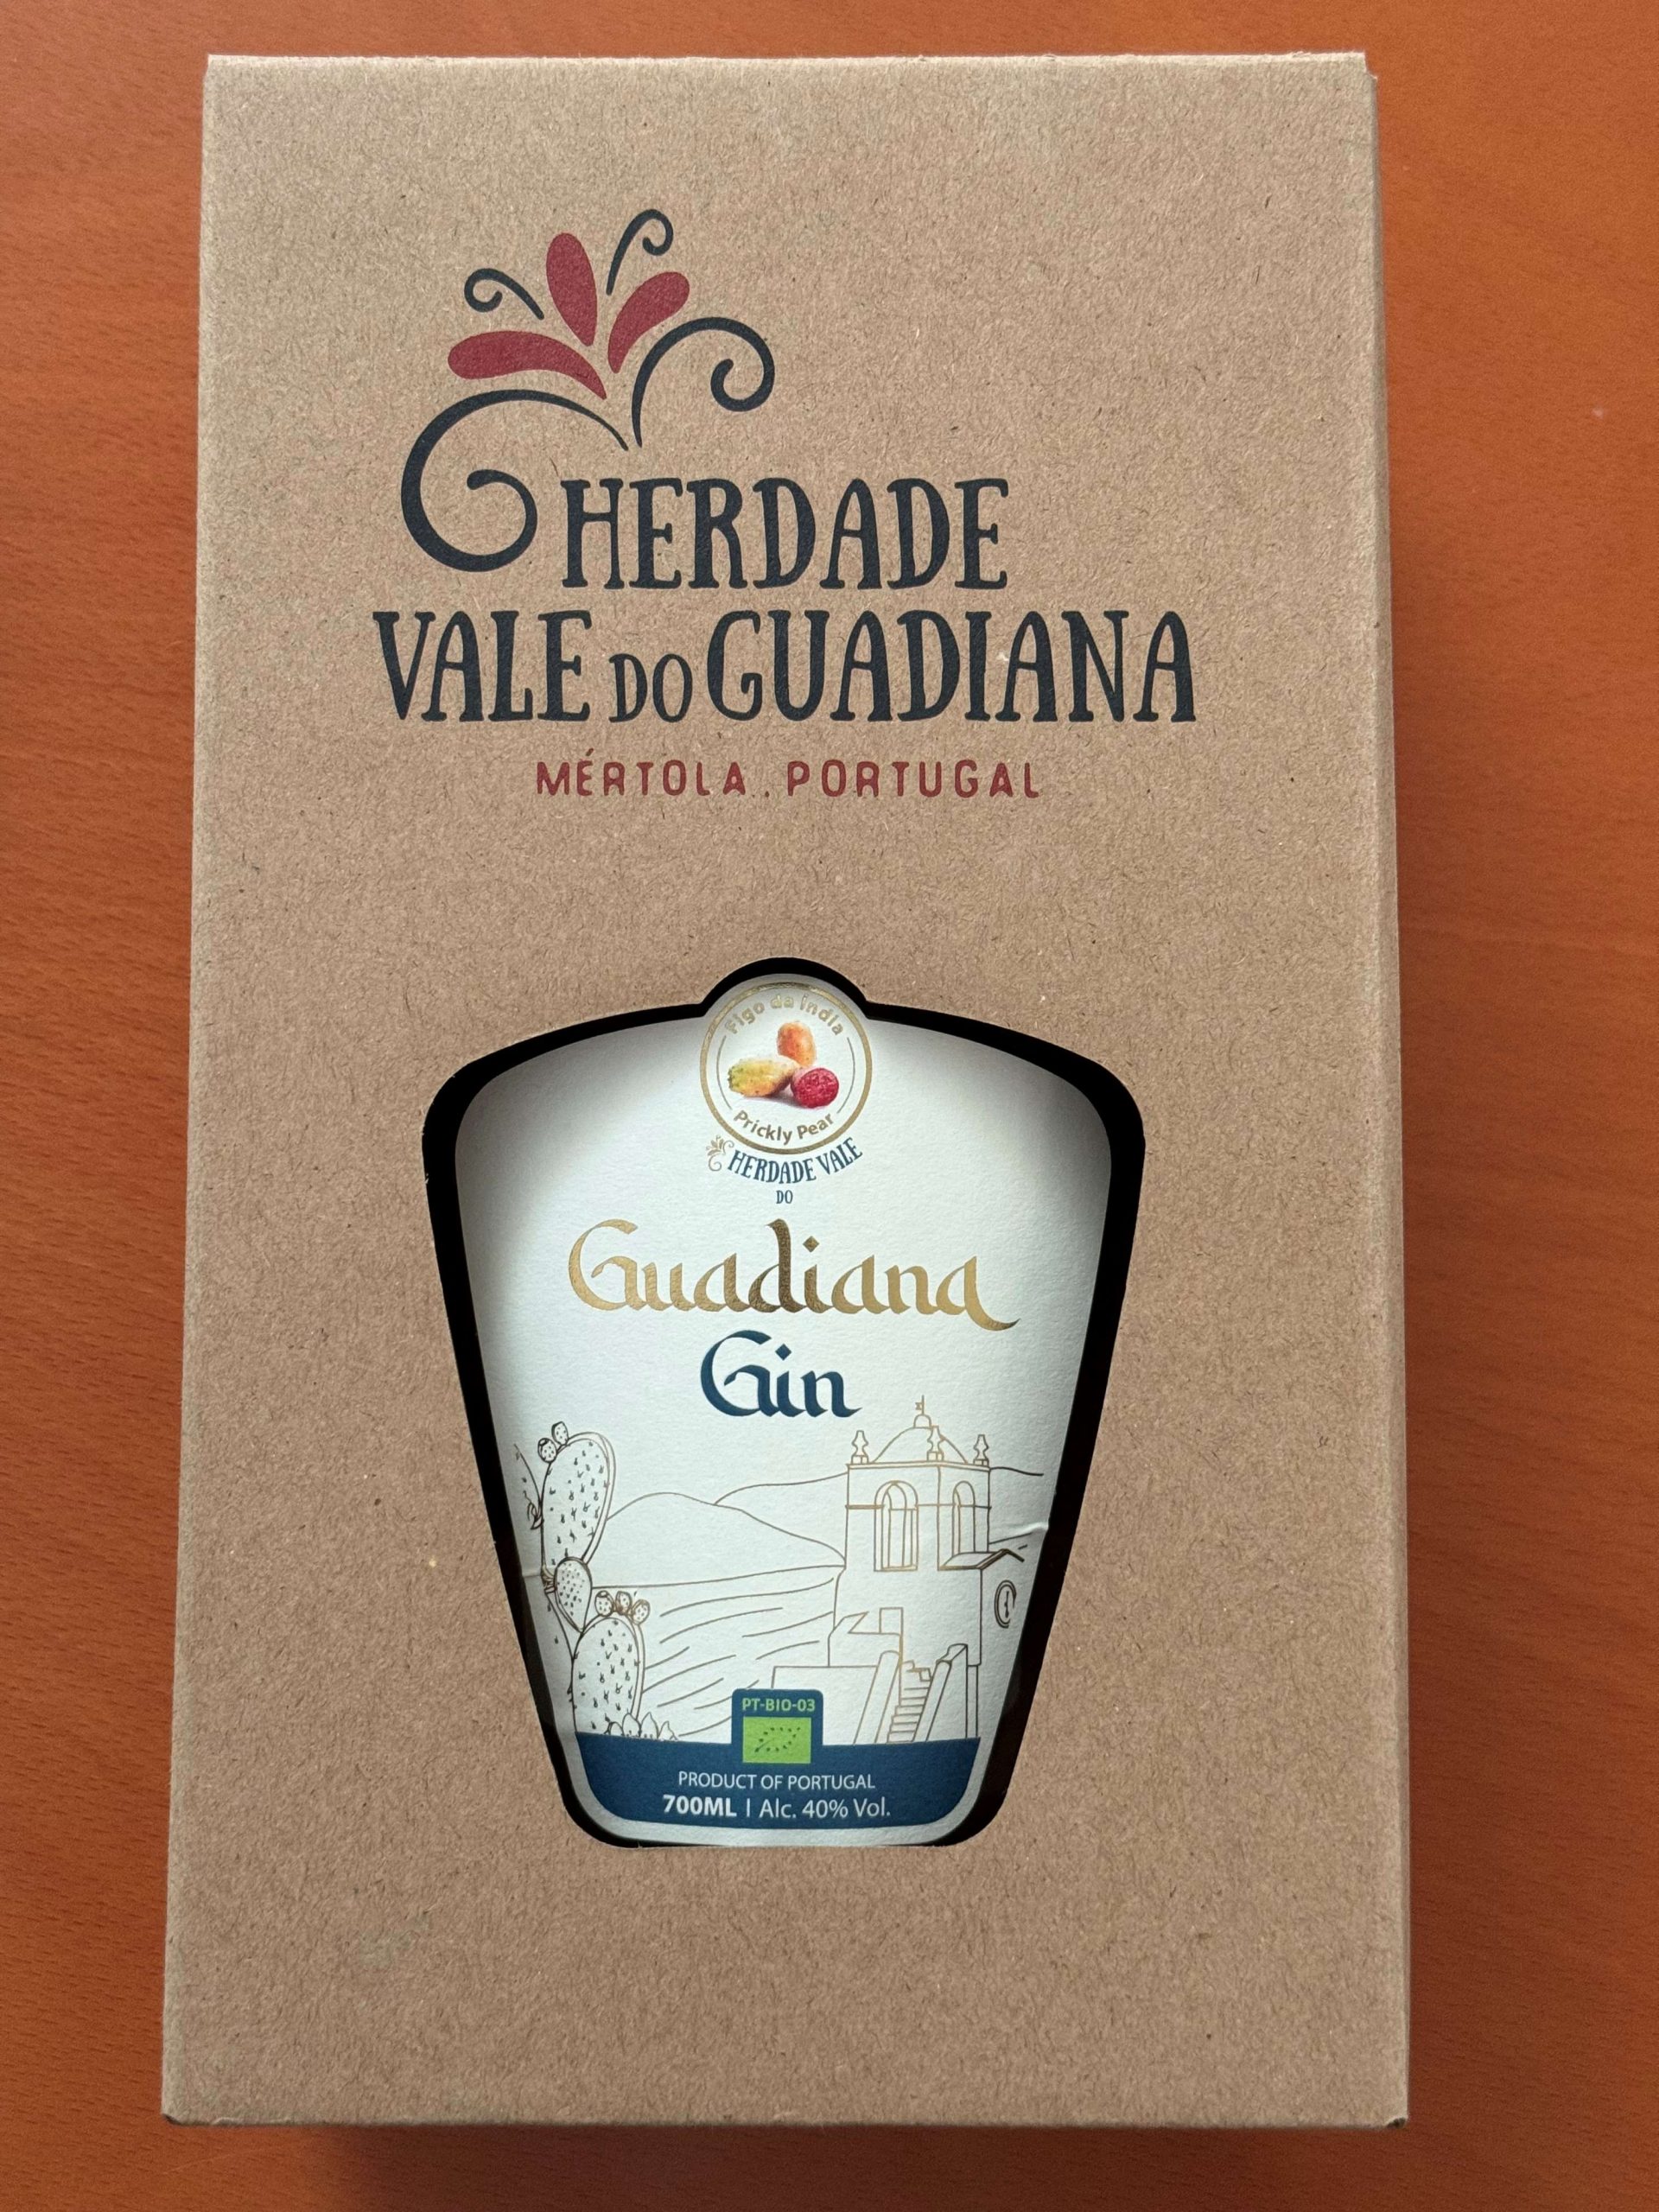 HERDADE
VALE DO GUADIANA
MÉRTOLA . PORTUGAL
Figo da índia
Prickly Pear
HERDADE VALE
DO
Guadiana
Gin
PT-BIO-03
PRODUCT OF PORTUGAL
700ML | Alc. 40% Vol.